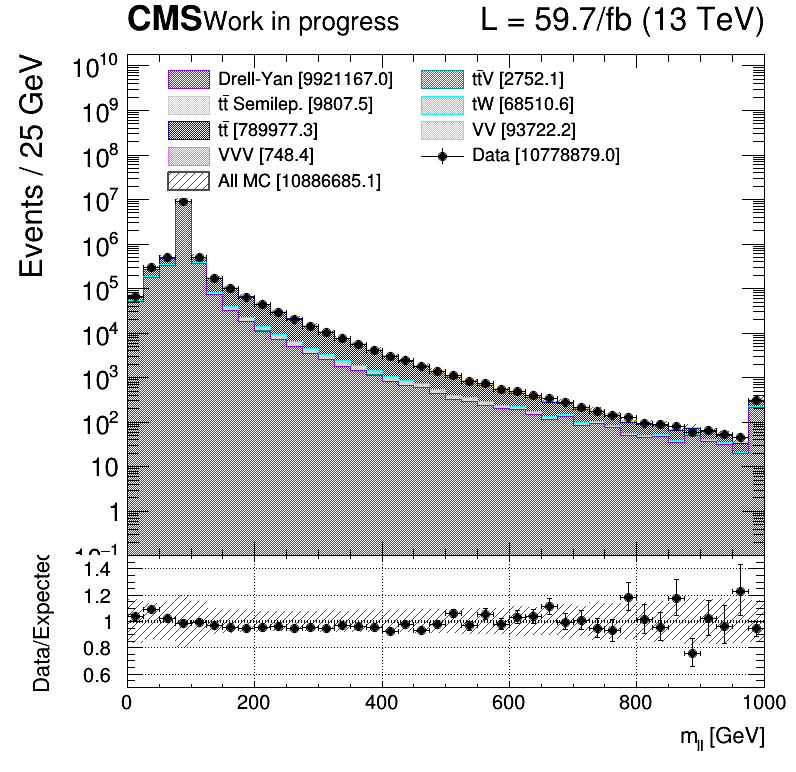 CMS Work in progress L = 59.7/fb (13 TeV)
Events / 25 GeV
10^10
10^9
10^8
10^7
10^6
10^5
10^4
10^3
10^2
10
1
10^-1
Drell-Yan [9921167.0]
tt̄ Semilep. [9807.5]
tt̄ [789977.3]
VVV [748.4]
All MC [10886685.1]
tt̄V [2752.1]
tW [68510.6]
VV [93722.2]
Data [10778879.0]
Data/Expected
1.4
1.2
1
0.8
0.6
0 200 400 600 800 1000
m_ll [GeV]